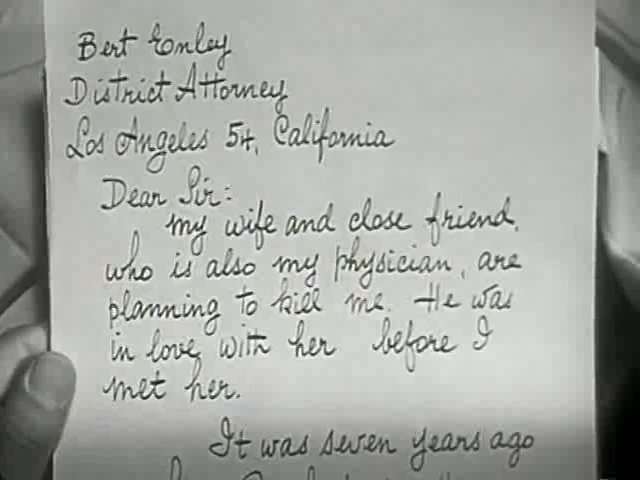 Bert Enley
District Attorney
Los Angeles 54, California
Dear Sir:
My wife and close friend,
who is also my physician, are
planning to kill me. He was
in love with her before I
met her.
It was seven years ago